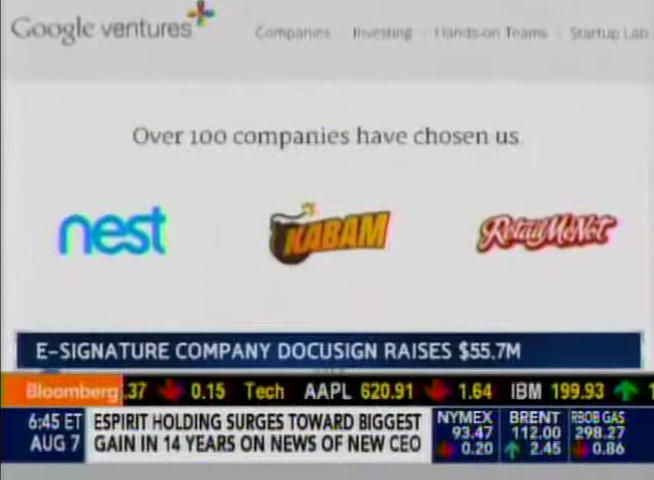 Google ventures
Companies Investing Hands-on Teams Startup Lab
Over 100 companies have chosen us
nest
KABAM
RetailMeNot
E-SIGNATURE COMPANY DOCUSIGN RAISES $55.7M
Bloomberg .37 0.15 Tech AAPL 620.91 1.64 IBM 199.93
6:45 ET
AUG 7
ESPIRIT HOLDING SURGES TOWARD BIGGEST
GAIN IN 14 YEARS ON NEWS OF NEW CEO
NYMEX BRENT RBOB GAS
93.47 112.00 298.27
0.20 2.45 0.86